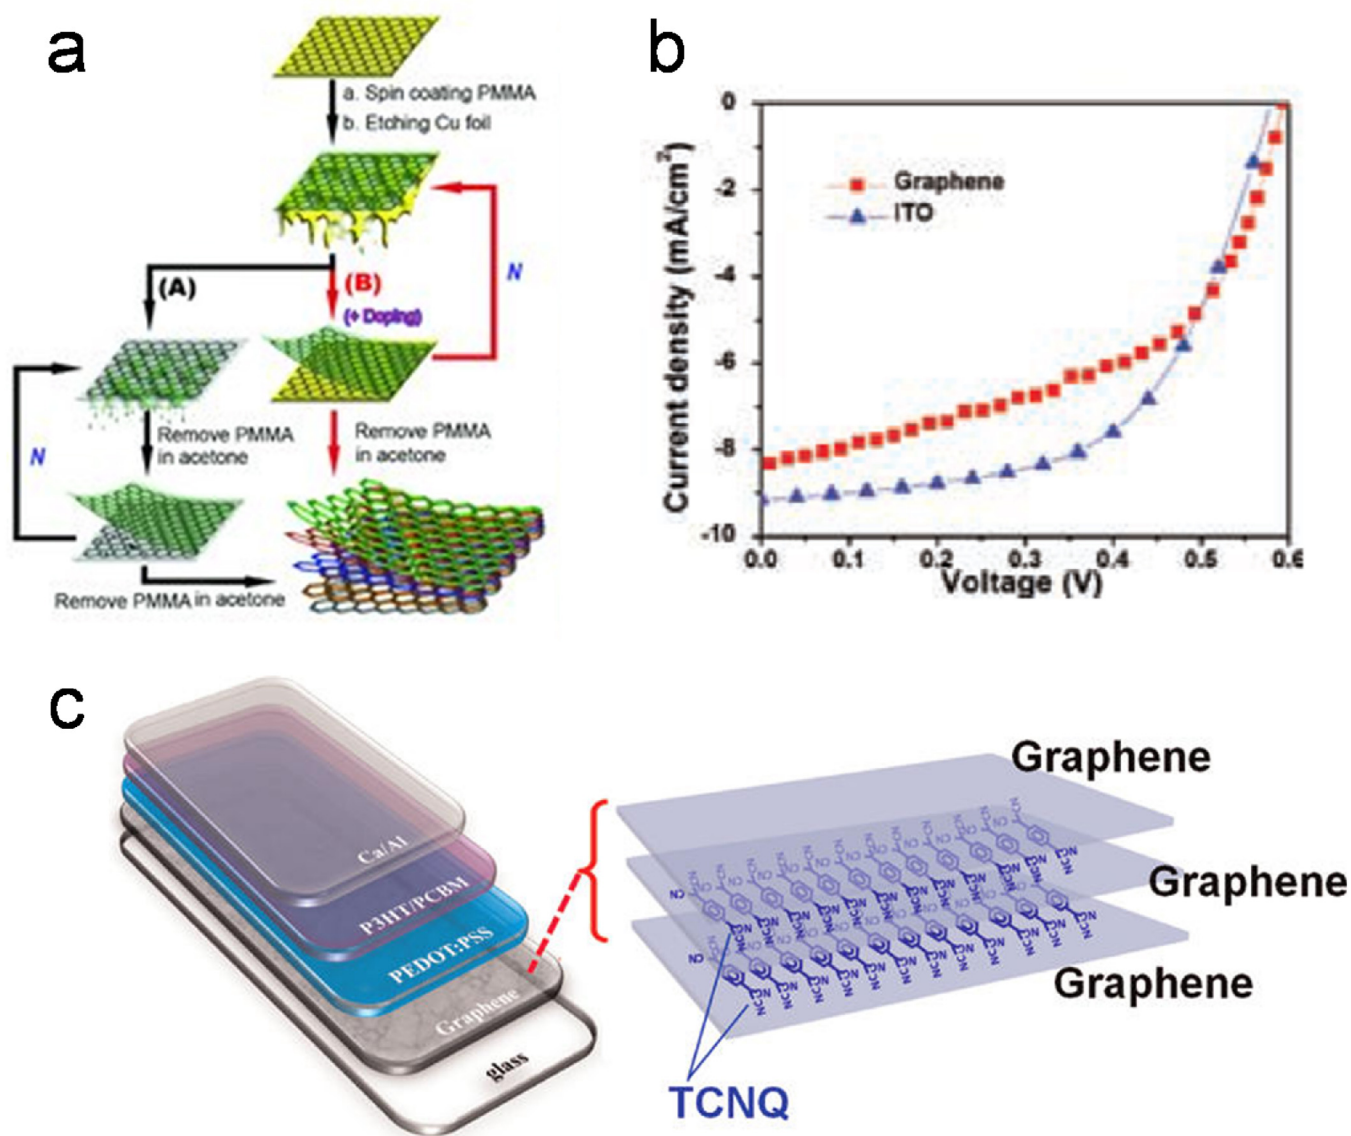 a
a. Spin coating PMMA
b. Etching Cu foil
(A)
(B)
(+ Doping)
N
N
Remove PMMA
in acetone
Remove PMMA
in acetone
Remove PMMA in acetone
b
Current density (mA/cm²)
0
-2
-4
-6
-8
-10
Graphene
ITO
0.0
0.1
0.2
0.3
0.4
0.5
0.6
Voltage (V)
c
Ca/Al
P3HT/PCBM
PEDOT:PSS
Graphene
glass
Graphene
Graphene
Graphene
TCNQ